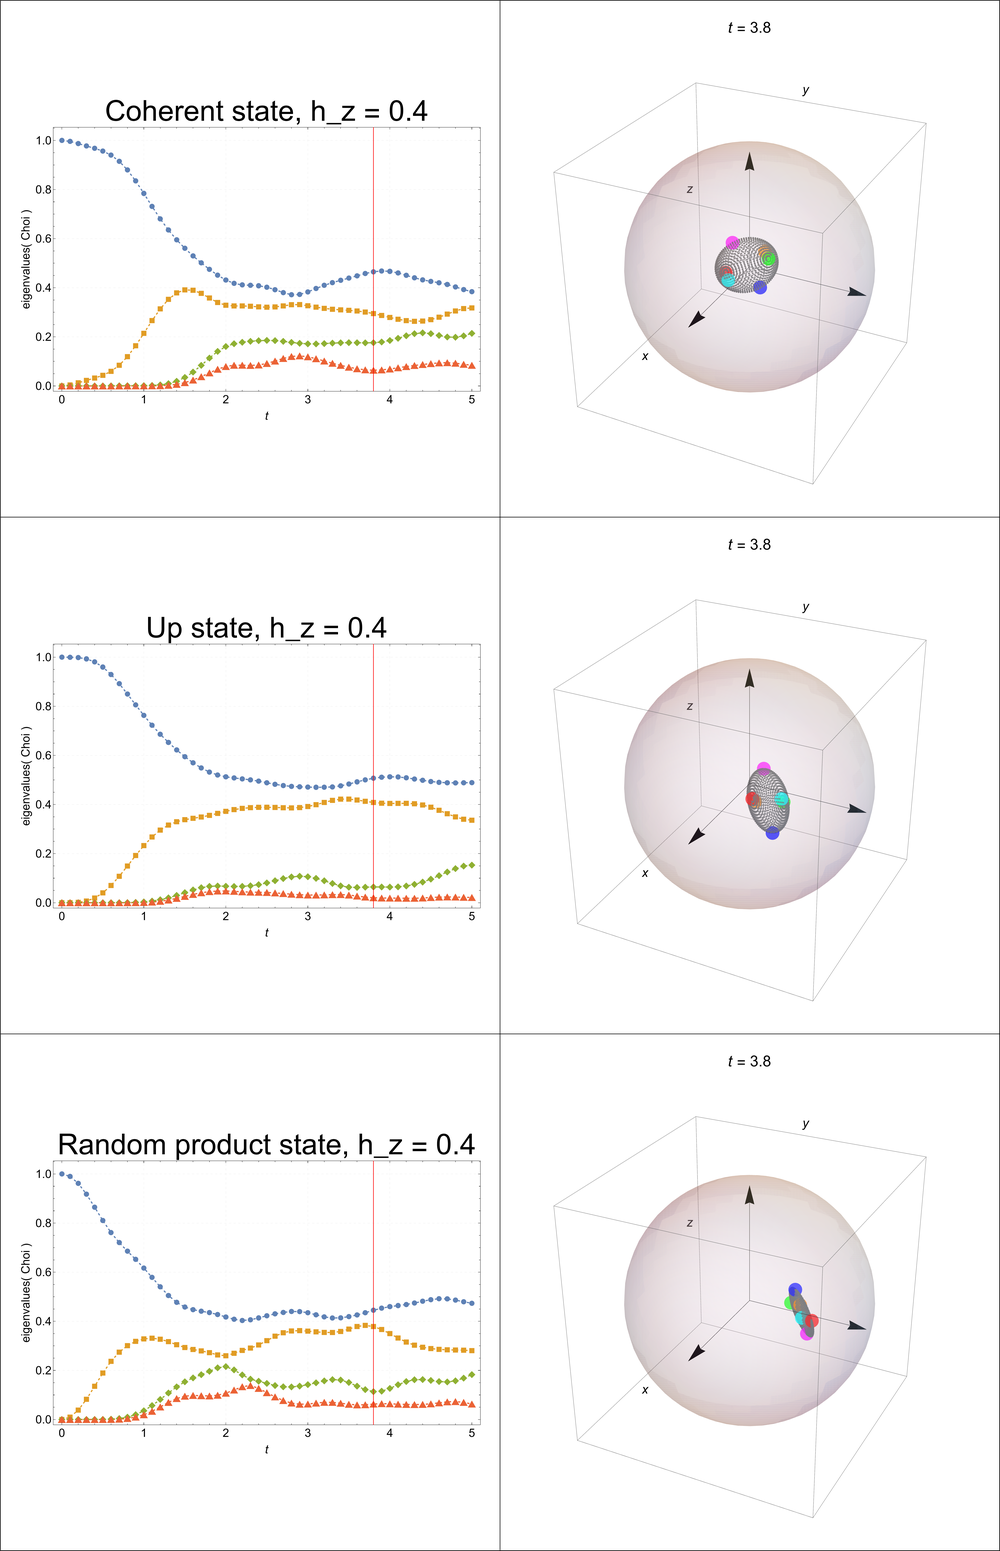 Coherent state, h_z = 0.4
eigenvalues( Choi )
1.0
0.8
0.6
0.4
0.2
0.0
0 1 2 3 4 5
t
t = 3.8
y
z
x
Up state, h_z = 0.4
eigenvalues( Choi )
1.0
0.8
0.6
0.4
0.2
0.0
0 1 2 3 4 5
t
t = 3.8
y
z
x
Random product state, h_z = 0.4
eigenvalues( Choi )
1.0
0.8
0.6
0.4
0.2
0.0
0 1 2 3 4 5
t
t = 3.8
y
z
x